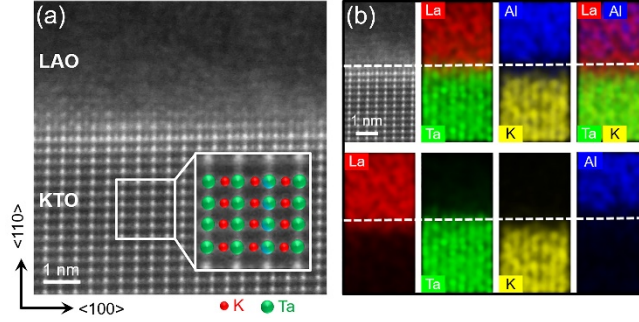 (a)
LAO
KTO
<110>
1 nm
<100>
K
Ta
(b)
La
Al
La Al
1 nm
Ta
K
Ta K
La
Al
Ta
K